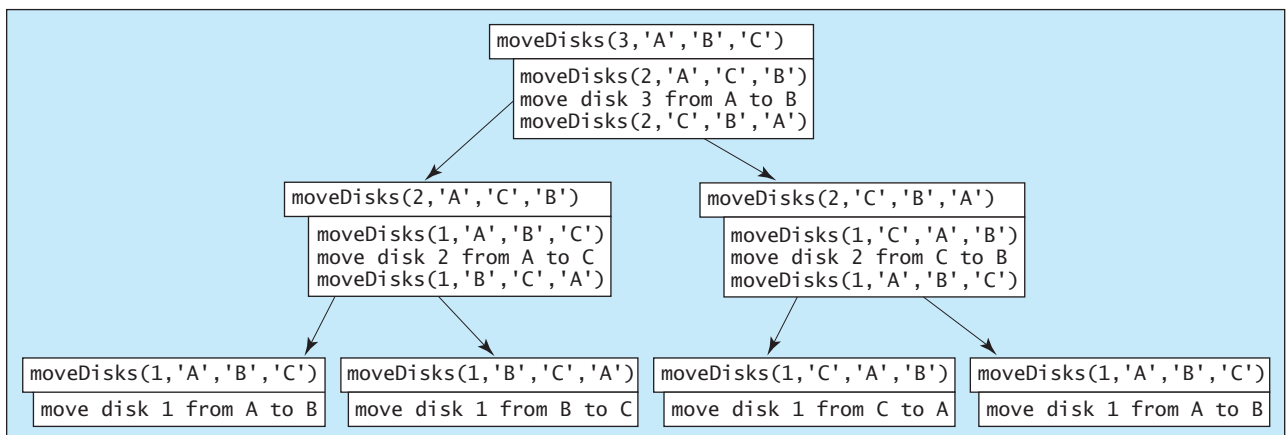 moveDisks(3,'A','B','C')
moveDisks(2,'A','C','B')
move disk 3 from A to B
moveDisks(2,'C','B','A')
moveDisks(2,'A','C','B')
moveDisks(1,'A','B','C')
move disk 2 from A to C
moveDisks(1,'B','C','A')
moveDisks(2,'C','B','A')
moveDisks(1,'C','A','B')
move disk 2 from C to B
moveDisks(1,'A','B','C')
moveDisks(1,'A','B','C')
move disk 1 from A to B
moveDisks(1,'B','C','A')
move disk 1 from B to C
moveDisks(1,'C','A','B')
move disk 1 from C to A
moveDisks(1,'A','B','C')
move disk 1 from A to B